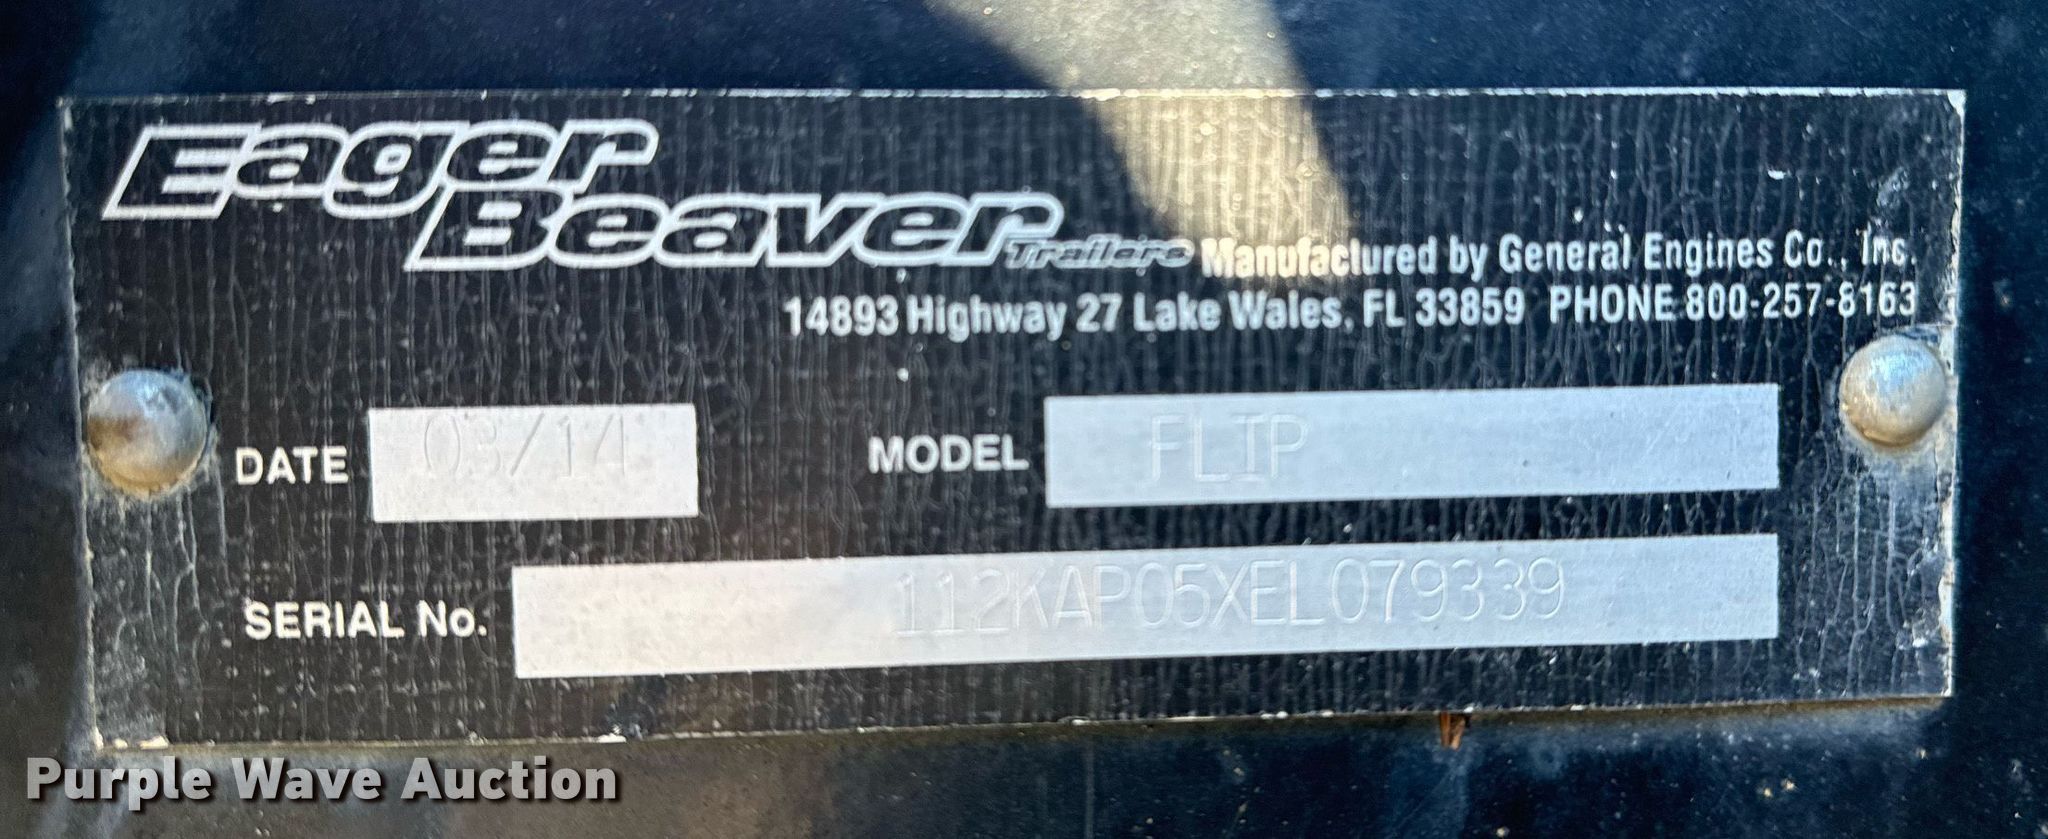 Eager
Beaver
Trailers Manufactured by General Engines Co., Inc.
14893 Highway 27 Lake Wales, FL 33859 PHONE 800-257-8163
DATE 03/14 MODEL FLIP
SERIAL No. 112KAP05XEL079339
Purple Wave Auction